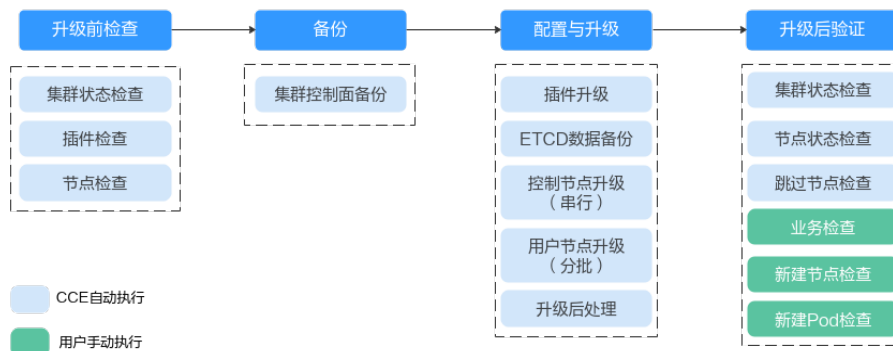 升级前检查
备份
配置与升级
升级后验证
集群状态检查
插件检查
节点检查
集群控制面备份
插件升级
ETCD数据备份
控制节点升级
（串行）
用户节点升级
（分批）
升级后处理
集群状态检查
节点状态检查
跳过节点检查
业务检查
新建节点检查
新建Pod检查
CCE自动执行
用户手动执行